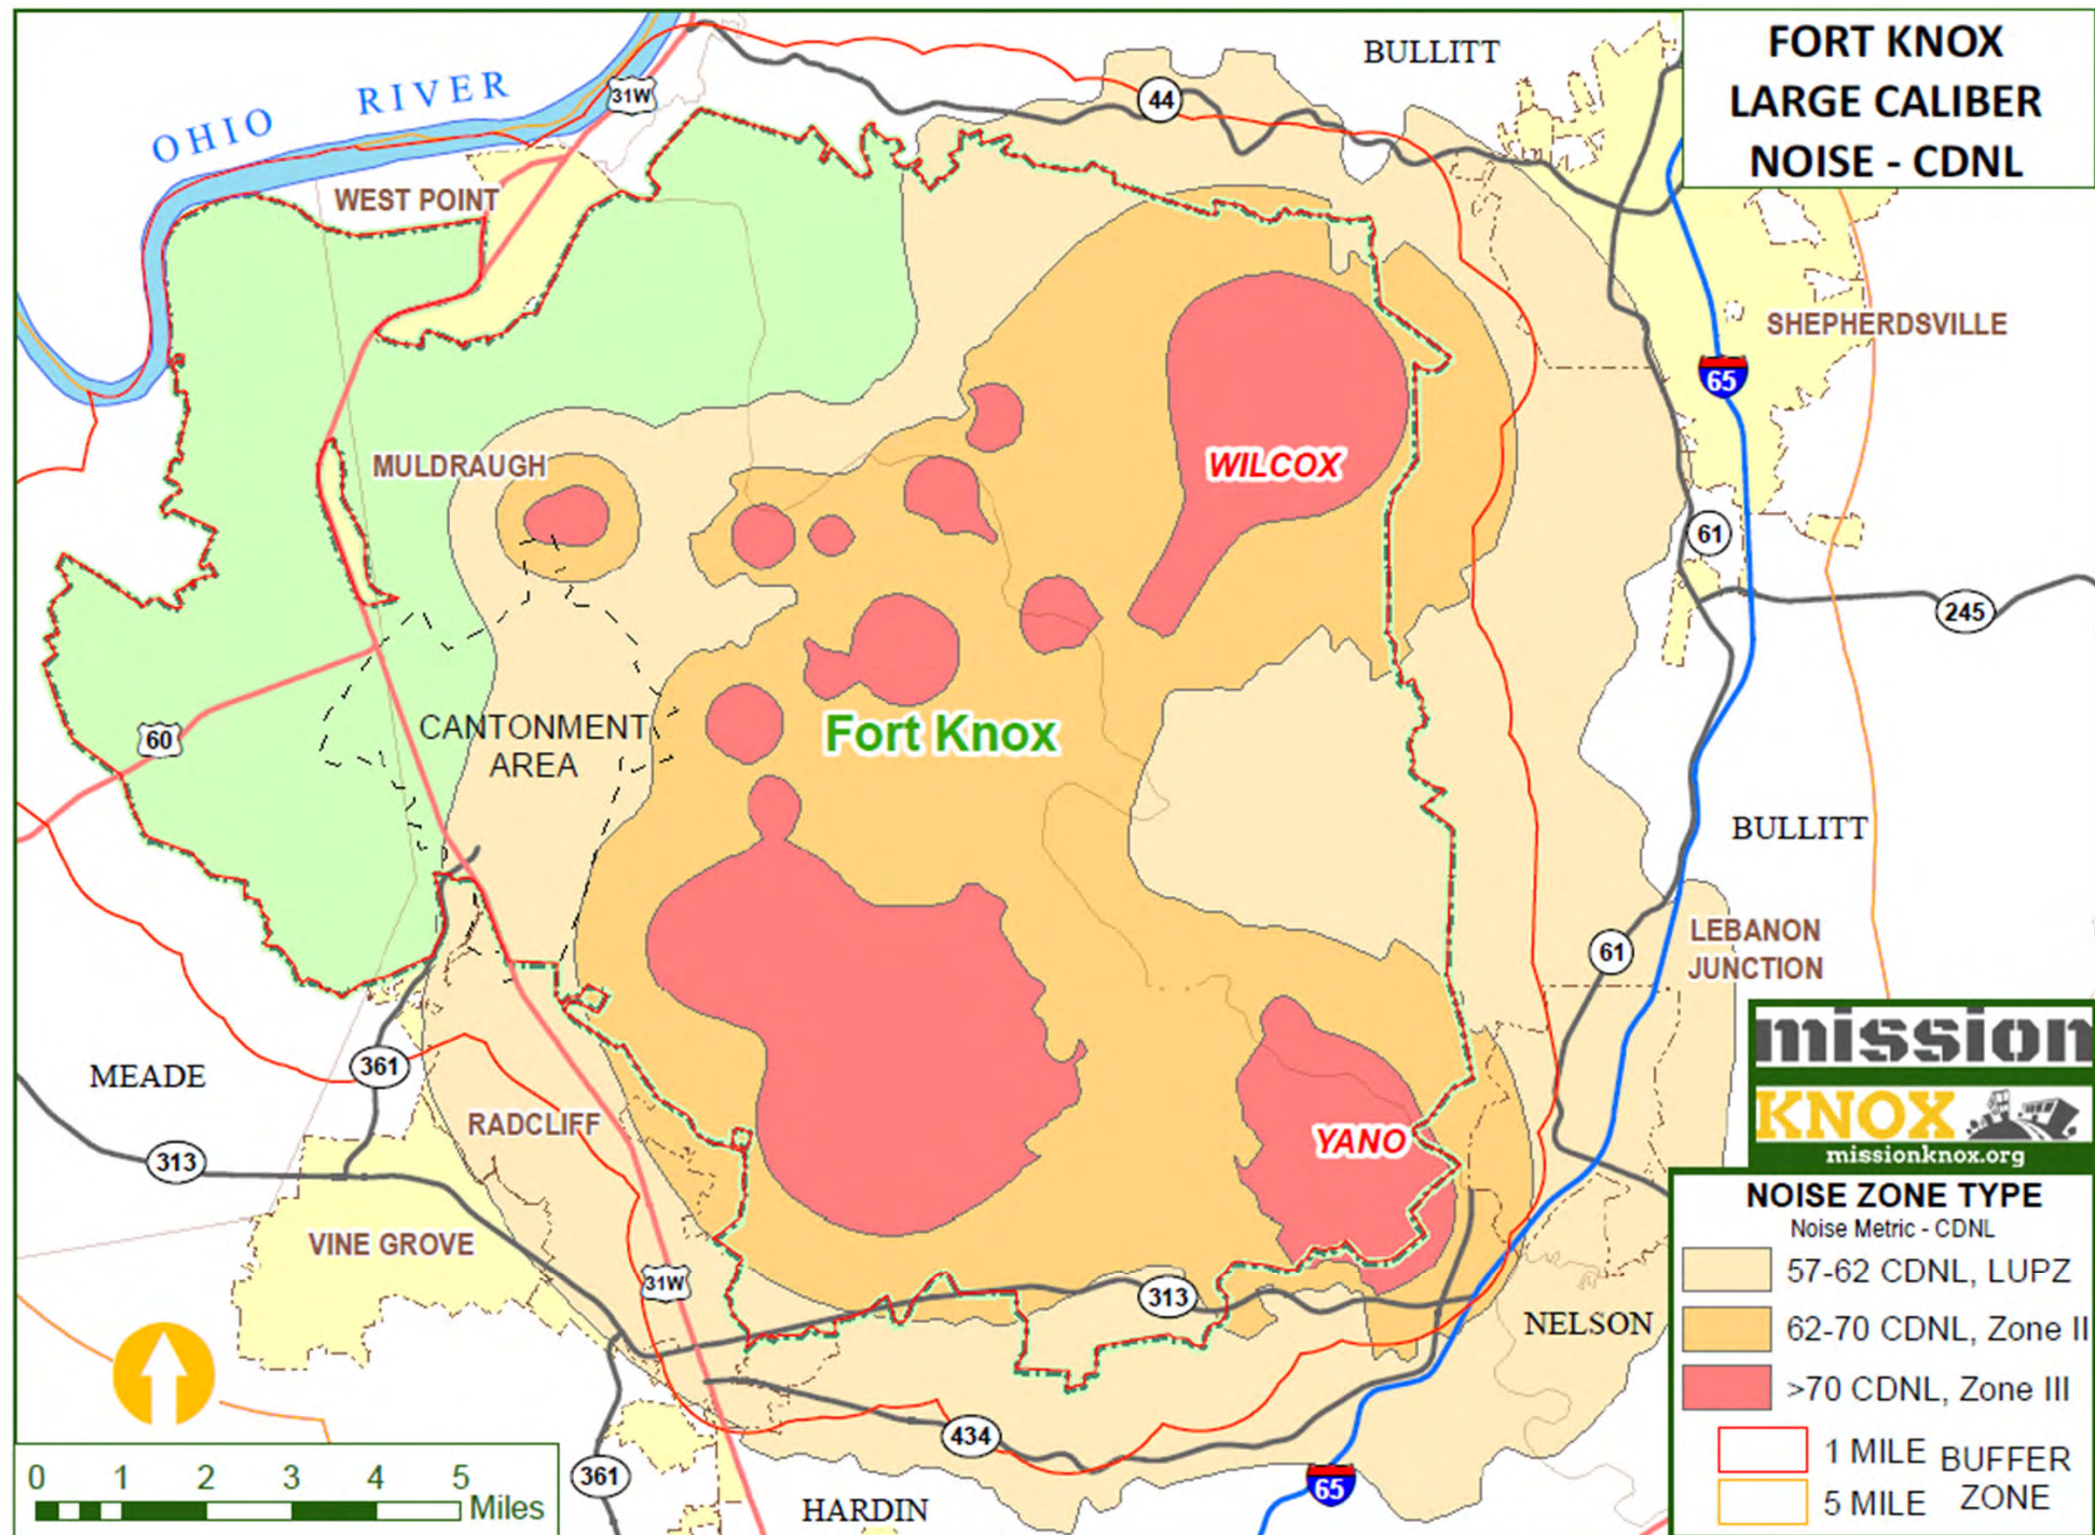 FORT KNOX
LARGE CALIBER
NOISE - CDNL
BULLITT
OHIO RIVER
31W
44
WEST POINT
SHEPHERDSVILLE
65
MULDRAUGH
WILCOX
61
245
60
CANTONMENT
AREA
Fort Knox
BULLITT
LEBANON
JUNCTION
61
MEADE
361
RADCLIFF
YANO
313
VINE GROVE
31W
313
NELSON
434
361
65
HARDIN
mission
KNOX
missionknox.org
NOISE ZONE TYPE
Noise Metric - CDNL
57-62 CDNL, LUPZ
62-70 CDNL, Zone II
>70 CDNL, Zone III
1 MILE
5 MILE
BUFFER
ZONE
0 1 2 3 4 5
Miles